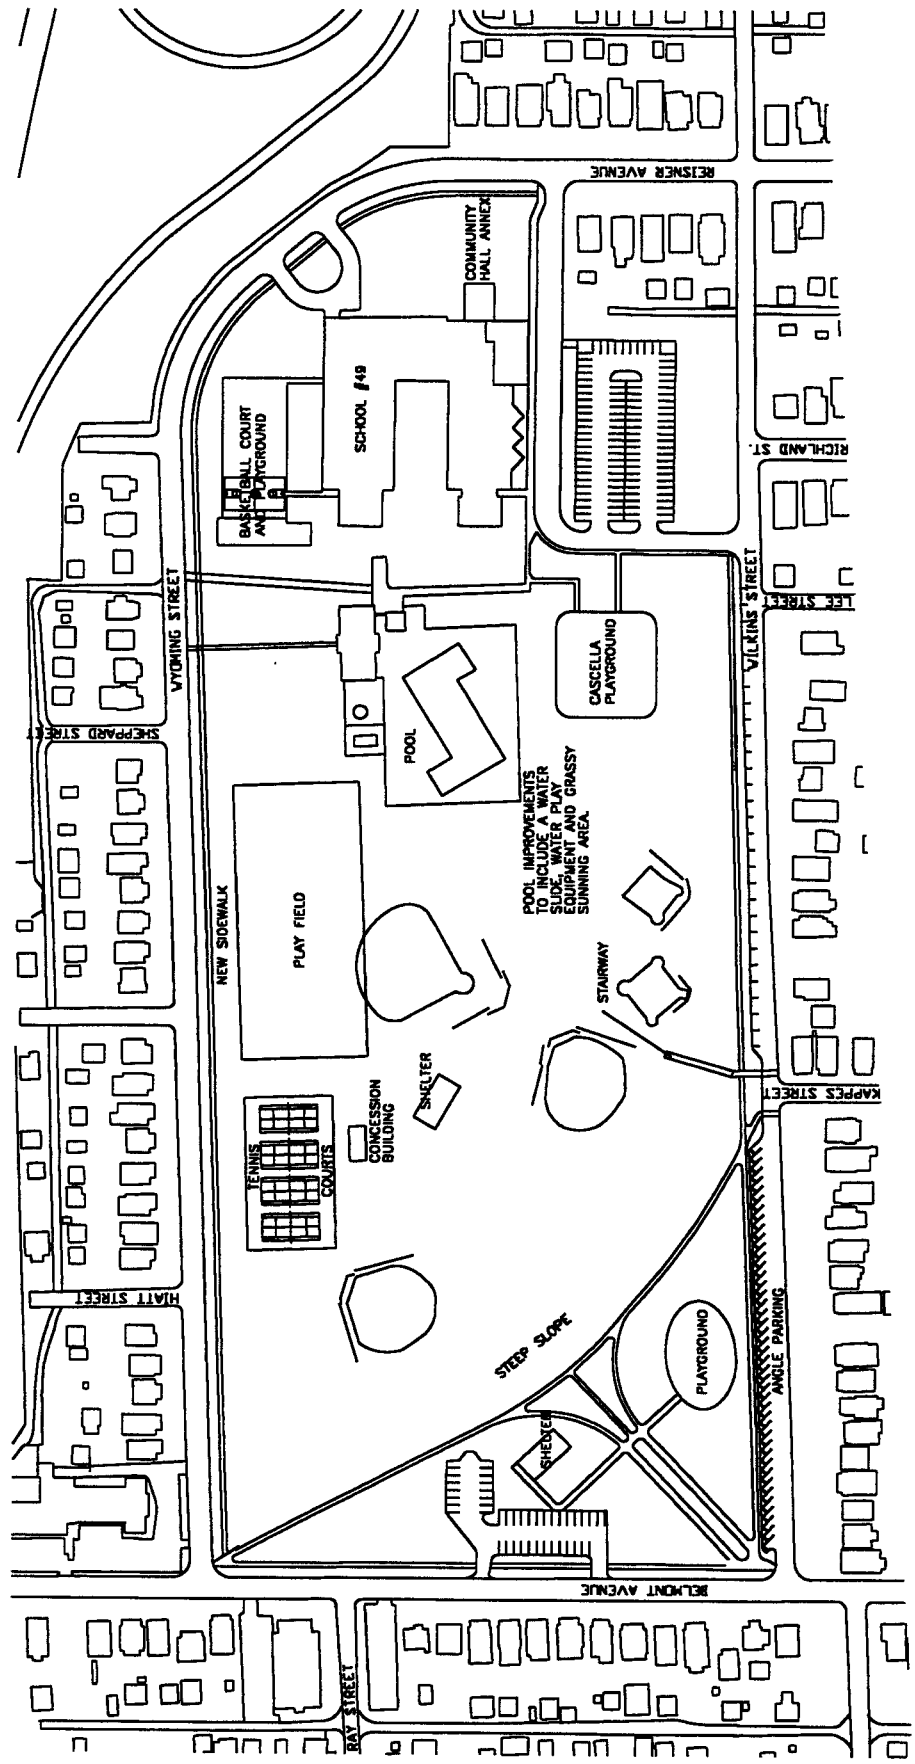 REISNER AVENUE
COMMUNITY
HALL ANNEX
SCHOOL #49
BASKETBALL COURT
AND PLAYGROUND
RICHLAND ST.
WYOMING STREET
WILKINS STREET
LEE STREET
CASCELLA
PLAYGROUND
SHEPPARD STREET
POOL
POOL IMPROVEMENTS
TO INCLUDE A WATER
SLIDE, WATER PLAY
EQUIPMENT AND GRASSY
SUNNING AREA.
NEW SIDEWALK
PLAY FIELD
STAIRWAY
SHELTER
CONCESSION
BUILDING
TENNIS
COURTS
KAPPES STREET
HIATT STREET
STEEP SLOPE
PLAYGROUND
ANGLE PARKING
SHELTER
BELMONT AVENUE
RAY STREET